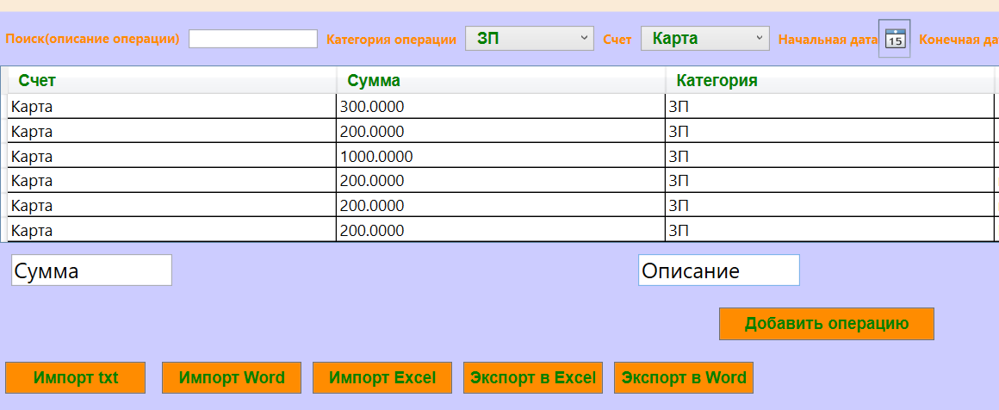 Поиск(описание операции) Категория операции ЗП Счет Карта Начальная дата 15 Конечная да
Счет Сумма Категория
Карта 300.0000 ЗП
Карта 200.0000 ЗП
Карта 1000.0000 ЗП
Карта 200.0000 ЗП
Карта 200.0000 ЗП
Карта 200.0000 ЗП
Сумма Описание
Добавить операцию
Импорт txt Импорт Word Импорт Excel Экспорт в Excel Экспорт в Word